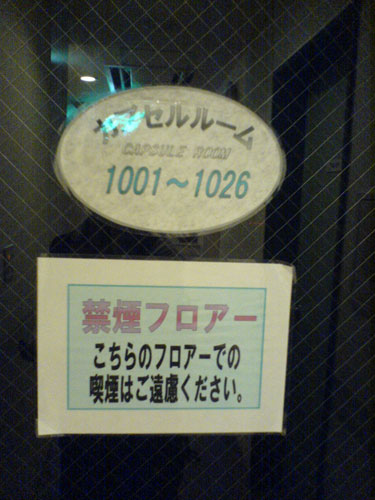 カプセルルーム
CAPSULE ROOM
1001～1026
禁煙フロアー
こちらのフロアーでの
喫煙はご遠慮ください。